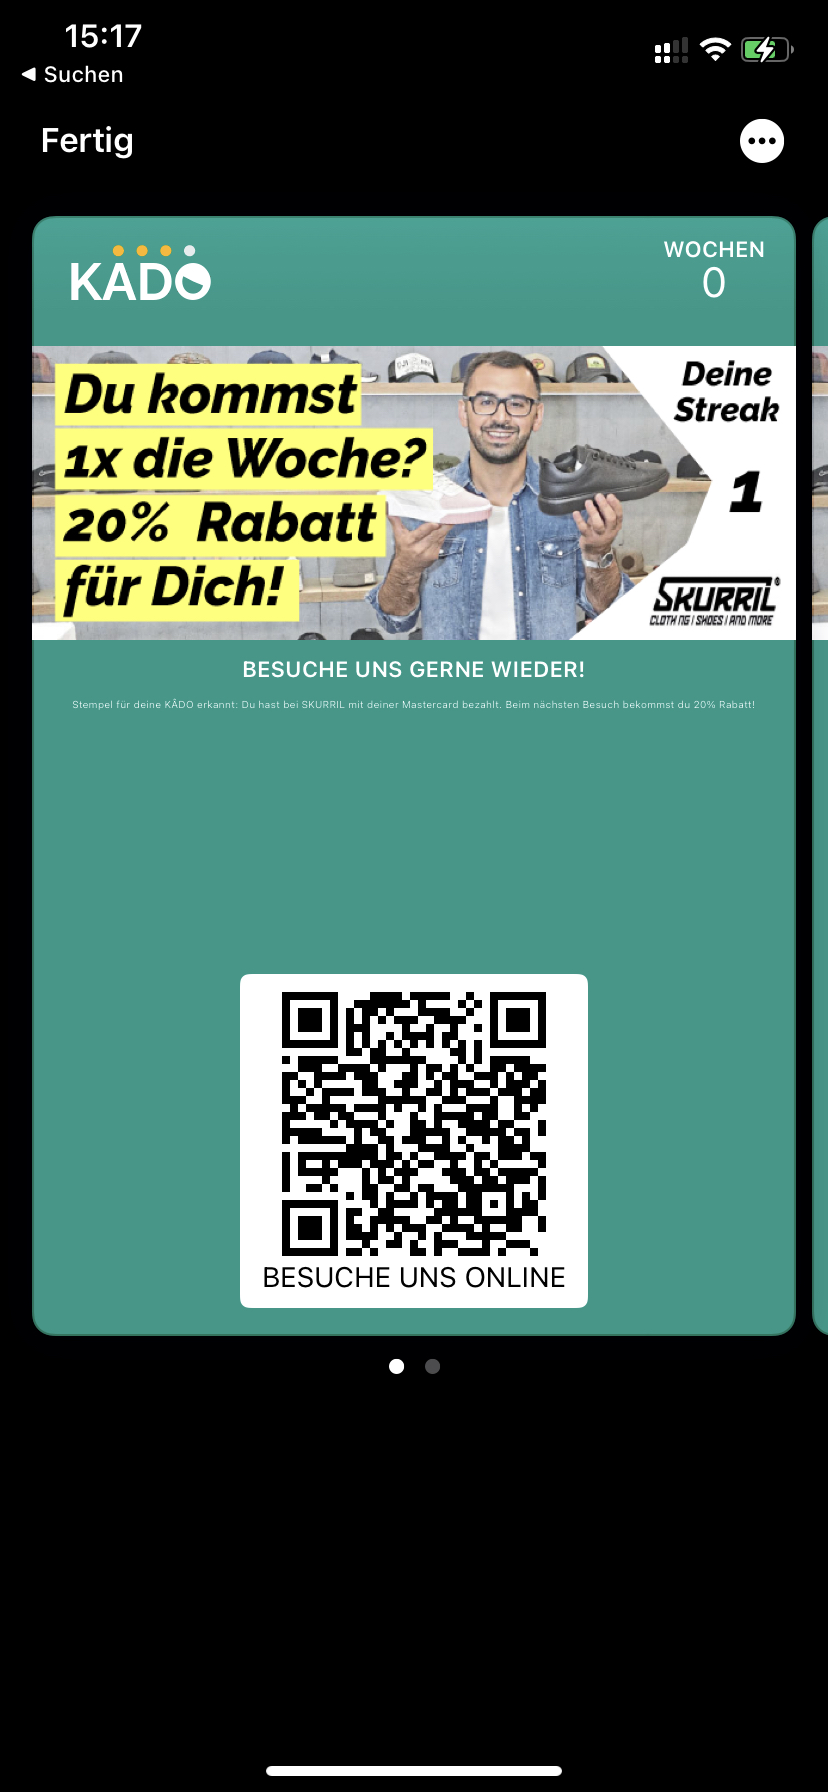 15:17
Suchen
Fertig
KADO
WOCHEN
0
Du kommst
1x die Woche?
20% Rabatt
für Dich!
Deine
Streak
1
SKURRIL®
CLOTHING / SHOES / AND MORE
BESUCHE UNS GERNE WIEDER!
Stempel für deine KÅDO erkannt: Du hast bei SKURRIL mit deiner Mastercard bezahlt. Beim nächsten Besuch bekommst du 20% Rabatt!
BESUCHE UNS ONLINE